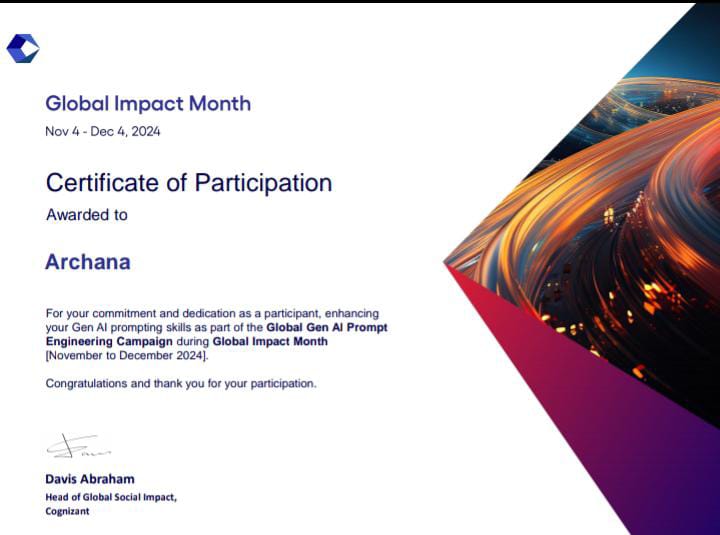 Global Impact Month
Nov 4 - Dec 4, 2024
Certificate of Participation
Awarded to
Archana
For your commitment and dedication as a participant, enhancing
your Gen AI prompting skills as part of the Global Gen AI Prompt
Engineering Campaign during Global Impact Month
[November to December 2024].
Congratulations and thank you for your participation.
Davis Abraham
Head of Global Social Impact,
Cognizant